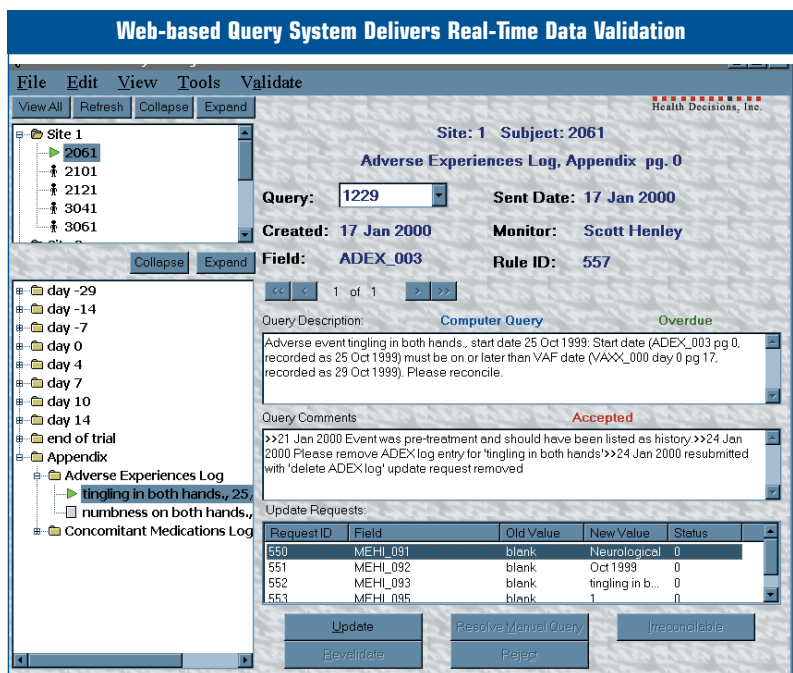 Web-based Query System Delivers Real-Time Data Validation
File Edit View Tools Validate
View All Refresh Collapse Expand
Health Decisions, Inc.
Site 1
2061
2101
2121
3041
3061
Site: 1 Subject: 2061
Adverse Experiences Log, Appendix pg. 0
Query: 1229 Sent Date: 17 Jan 2000
Created: 17 Jan 2000 Monitor: Scott Henley
Field: ADEX_003 Rule ID: 557
<< < 1 of 1 > >>
Collapse Expand
day -29
day -14
day -7
day 0
day 4
day 7
day 10
day 14
end of trial
Appendix
Adverse Experiences Log
tingling in both hands., 25/
numbness on both hands.,
Concomitant Medications Log
Query Description: Computer Query Overdue
Adverse event tingling in both hands., start date 25 Oct 1999: Start date (ADEX_003 pg 0,
recorded as 25 Oct 1999) must be on or later than VAF date (VAXX_000 day 0 pg 17,
recorded as 29 Oct 1999). Please reconcile.
Query Comments Accepted
>>21 Jan 2000 Event was pre-treatment and should have been listed as history.>>24 Jan
2000 Please remove ADEX log entry for 'tingling in both hands'>>24 Jan 2000 resubmitted
with 'delete ADEX log' update request removed
Update Requests:
Request ID Field Old Value New Value Status
550 MEHI_091 blank Neurological 0
551 MEHI_092 blank Oct 1999 0
552 MEHI_093 blank tingling in b... 0
553 MEHI_095 blank 1 0
Update Resolve Manual Query Irreconcilable
Revalidate Reject